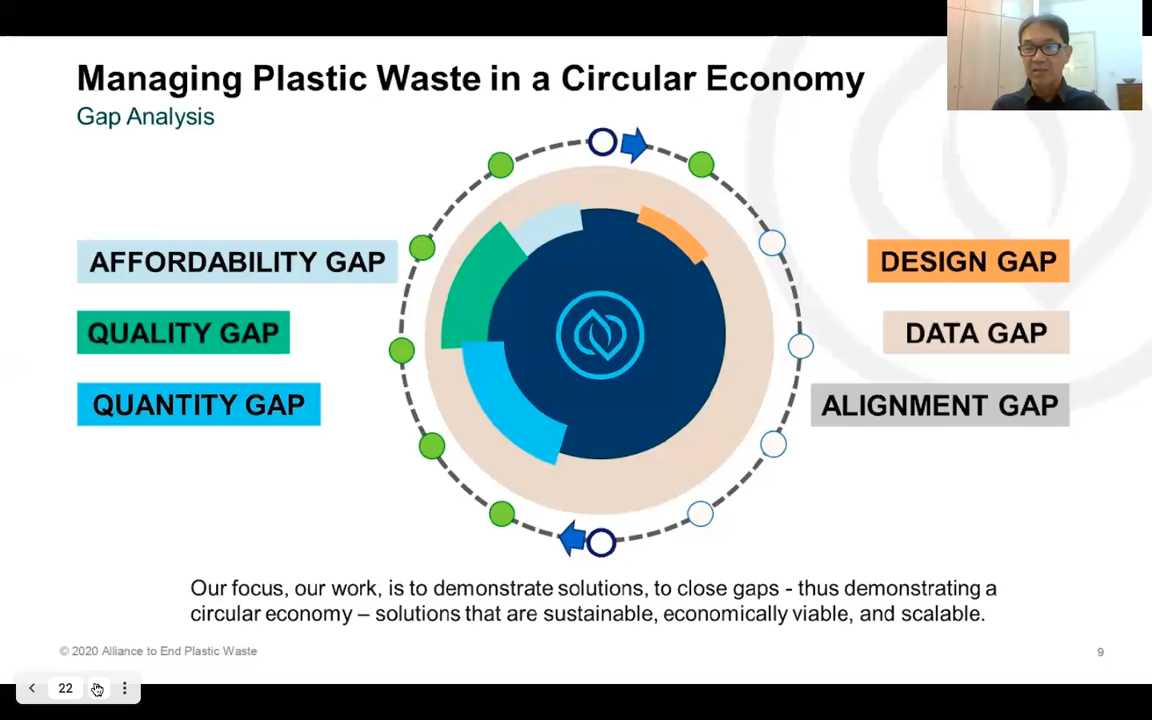 Managing Plastic Waste in a Circular Economy
Gap Analysis
AFFORDABILITY GAP
QUALITY GAP
QUANTITY GAP
DESIGN GAP
DATA GAP
ALIGNMENT GAP
Our focus, our work, is to demonstrate solutions, to close gaps - thus demonstrating a
circular economy – solutions that are sustainable, economically viable, and scalable.
© 2020 Alliance to End Plastic Waste
9
22